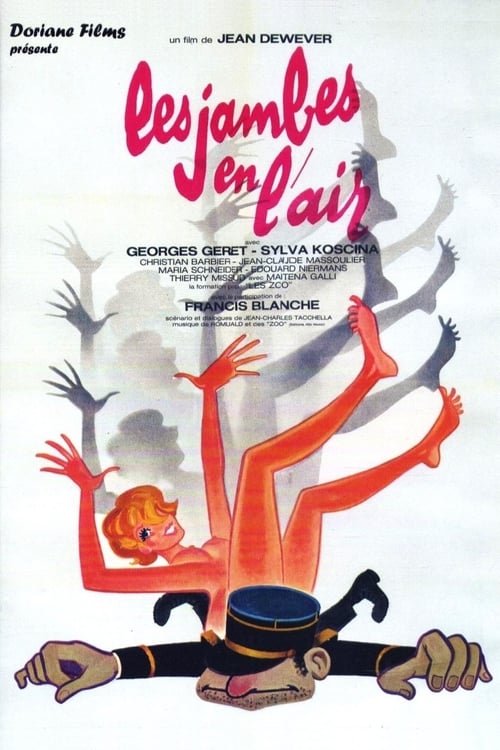 Doriane Films
présente
un film de JEAN DEWEVER
les jambes
en l'air
avec
GEORGES GERET - SYLVA KOSCINA
CHRISTIAN BARBIER - JEAN-CLAUDE MASSOULIER
MARIA SCHNEIDER - EDOUARD NIERMANS
THIERRY MISSUD avec MAITENA GALLI
la formation pop "LES ZOO"
avec la participation de :
FRANCIS BLANCHE
scénario et dialogues de JEAN-CHARLES TACCHELLA
musique de ROMUALD et des "ZOO"